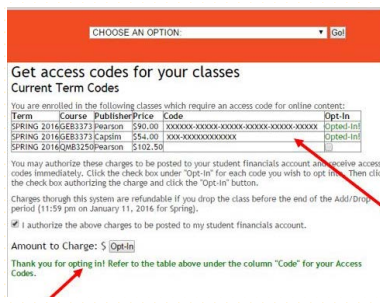 CHOOSE AN OPTION: Go!
Get access codes for your classes
Current Term Codes
You are enrolled in the following classes which require an access code for online content:
Term Course Publisher Price Code Opt-In
SPRING 2016 GEB3373 Pearson $90.00 xxxxxx-xxxxx-xxxxx-xxxxx-xxxxx-xxxxx Opted-In!
SPRING 2016 GEB3373 Capsim $54.00 xxx-xxxxxxxxxxxx Opted-In!
SPRING 2016 QMB3250 Pearson $102.50
You may authorize these charges to be posted to your student financials account and receive access
codes immediately. Click the check box under "Opt-In" for each code you wish to opt into. Then clic
the check box authorizing the charge and click the "Opt-In" button.
Charges thorugh this system are refundable if you drop the class before the end of the Add/Drop
period (11:59 pm on January 11, 2016 for Spring).
I authorize the above charges to be posted to my student financials account.
Amount to Charge: $ Opt-In
Thank you for opting in! Refer to the table above under the column "Code" for your Access
Codes.